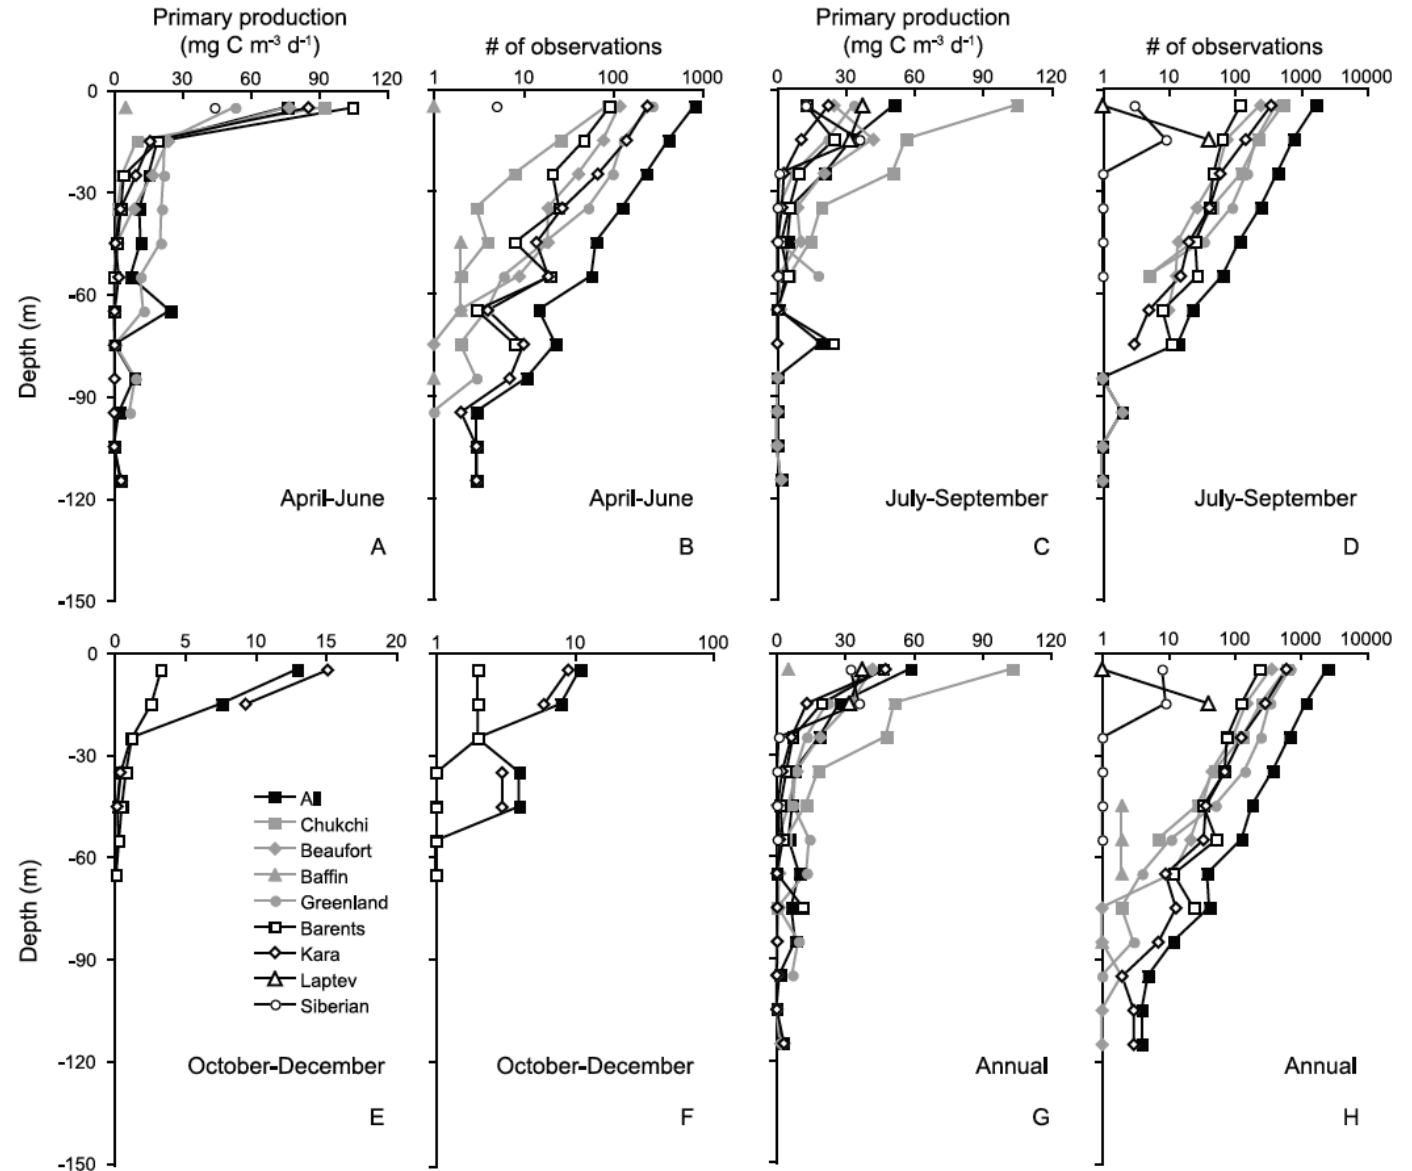 Primary production
(mg C m⁻³ d⁻¹)
# of observations
Primary production
(mg C m⁻³ d⁻¹)
# of observations
0 30 60 90 120
1 10 100 1000
0 30 60 90 120
1 10 100 1000 10000
0
-30
-60
-90
-120
-150
Depth (m)
April-June
A
April-June
B
July-September
C
July-September
D
0 5 10 15 20
1 10 100
0 30 60 90 120
1 10 100 1000 10000
0
-30
-60
-90
-120
-150
Depth (m)
All
Chukchi
Beaufort
Baffin
Greenland
Barents
Kara
Laptev
Siberian
October-December
E
October-December
F
Annual
G
Annual
H